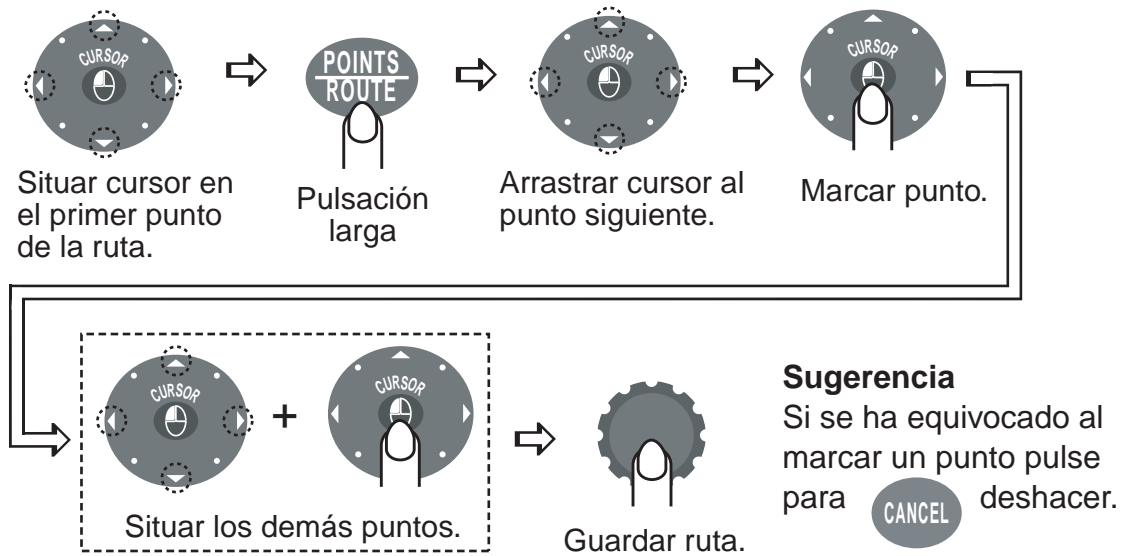 CURSOR
Situar cursor en
el primer punto
de la ruta.
POINTS
ROUTE
Pulsación
larga
CURSOR
Arrastrar cursor al
punto siguiente.
CURSOR
Marcar punto.
CURSOR
+
CURSOR
Situar los demás puntos.
Guardar ruta.
Sugerencia
Si se ha equivocado al
marcar un punto pulse
para CANCEL deshacer.